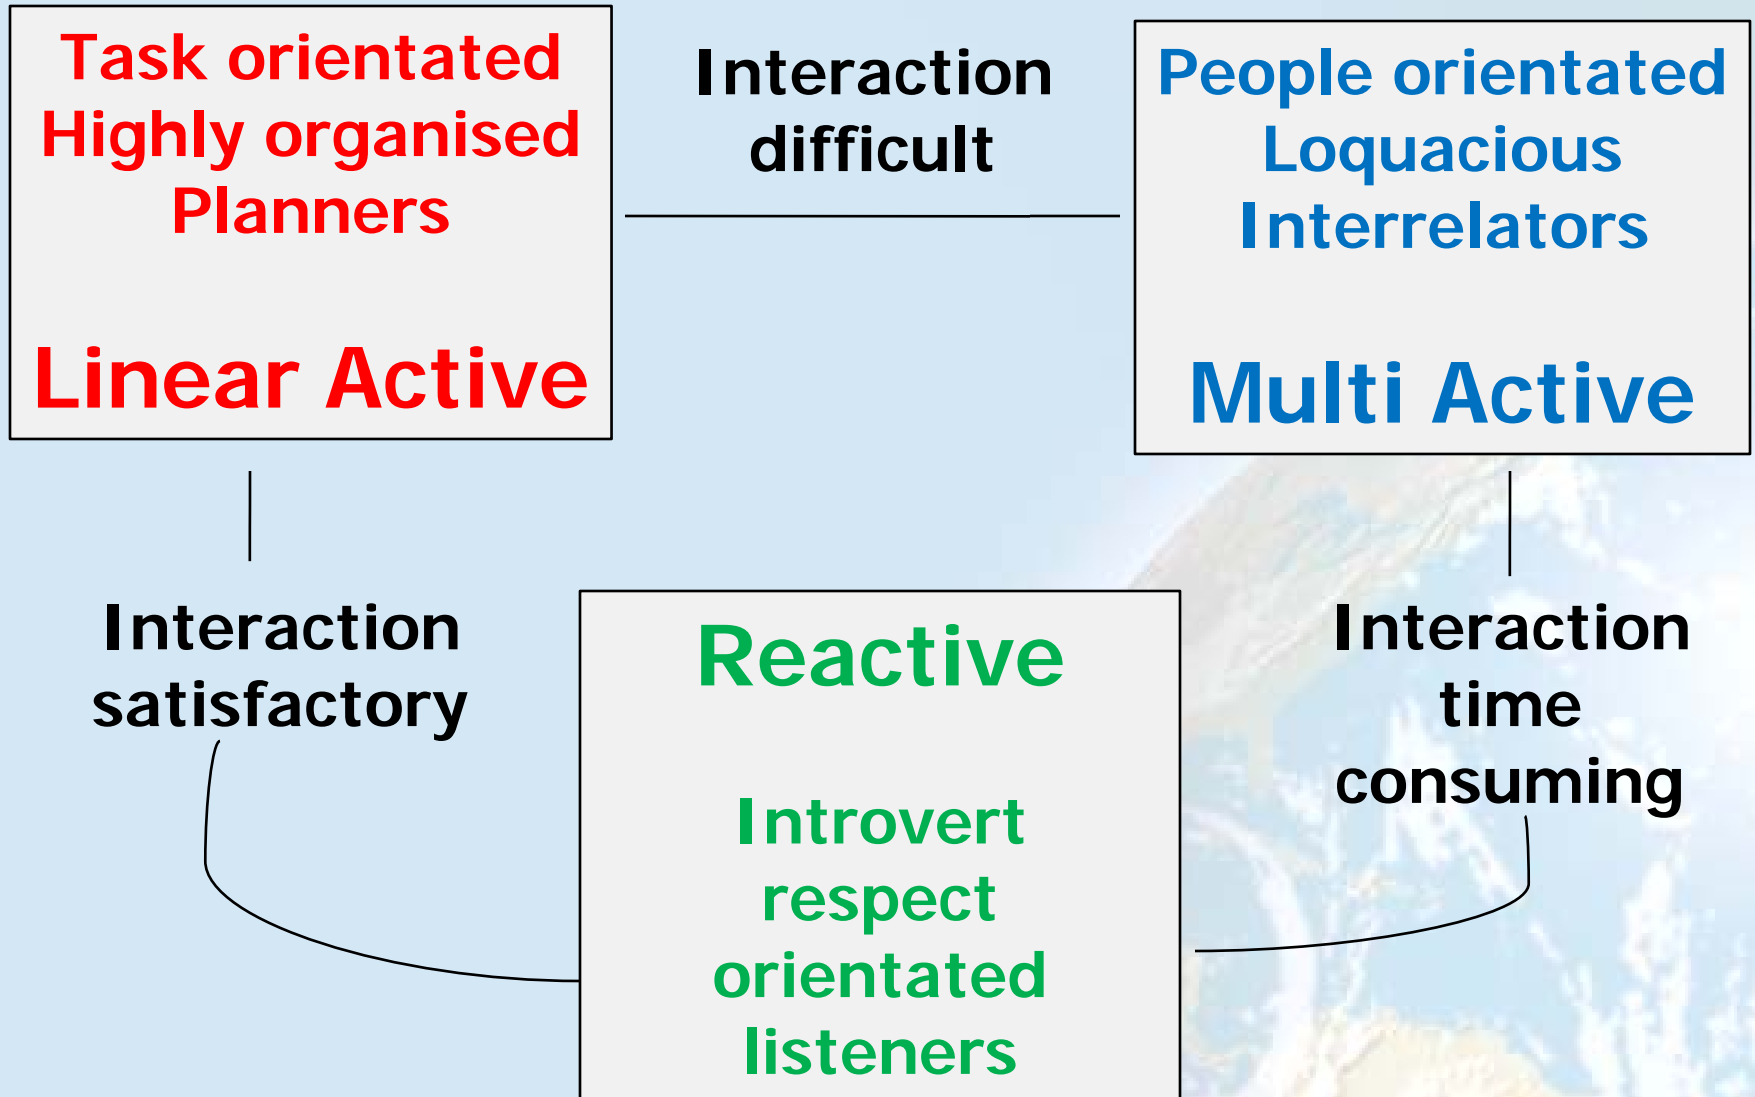 Task orientated
Highly organised
Planners
Linear Active
Interaction
difficult
People orientated
Loquacious
Interrelators
Multi Active
Interaction
satisfactory
Reactive
Introvert
respect
orientated
listeners
Interaction
time
consuming